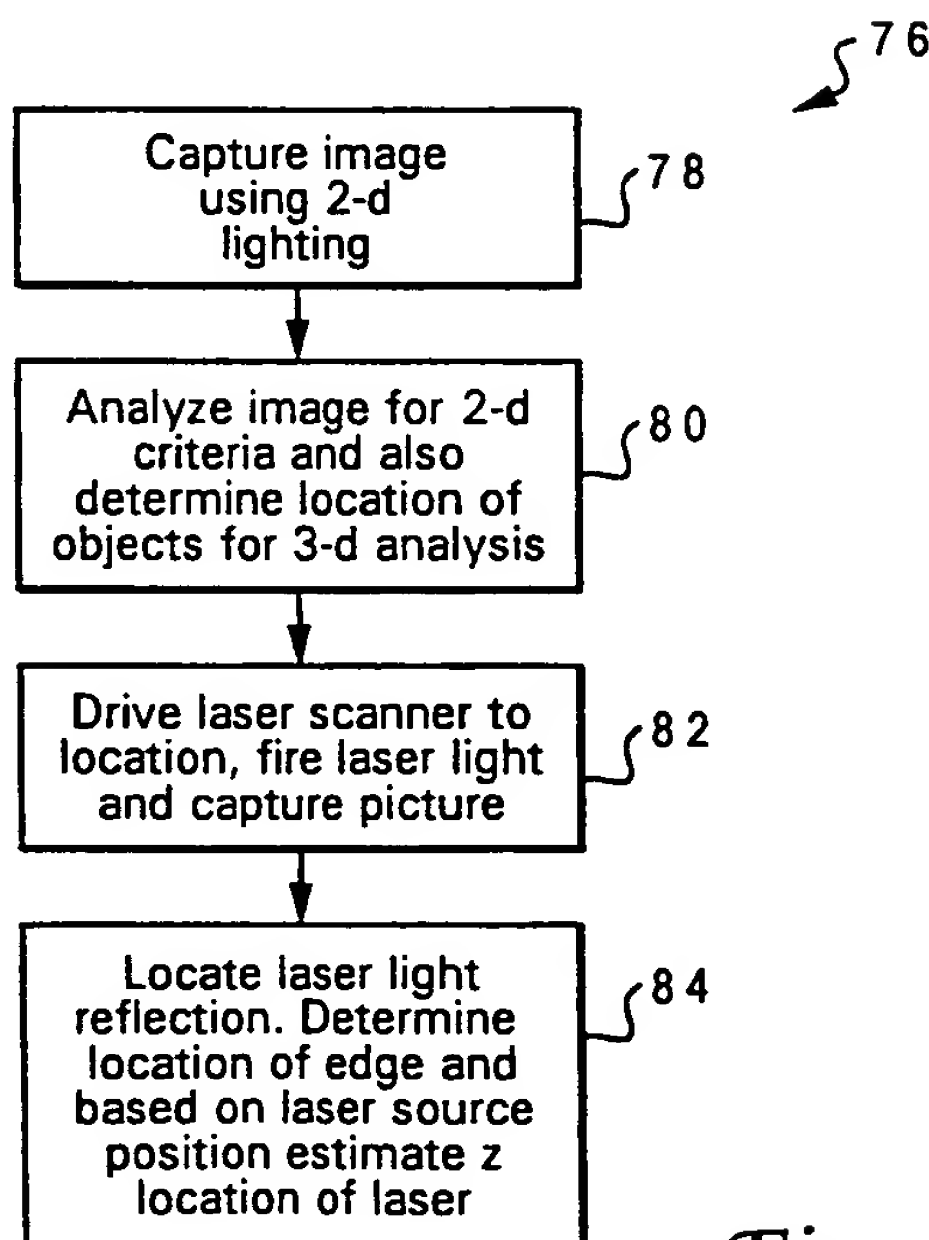 76
Capture image
using 2-d
lighting
78
Analyze image for 2-d
criteria and also
determine location of
objects for 3-d analysis
80
Drive laser scanner to
location, fire laser light
and capture picture
82
Locate laser light
reflection. Determine
location of edge and
based on laser source
position estimate z
location of laser
84